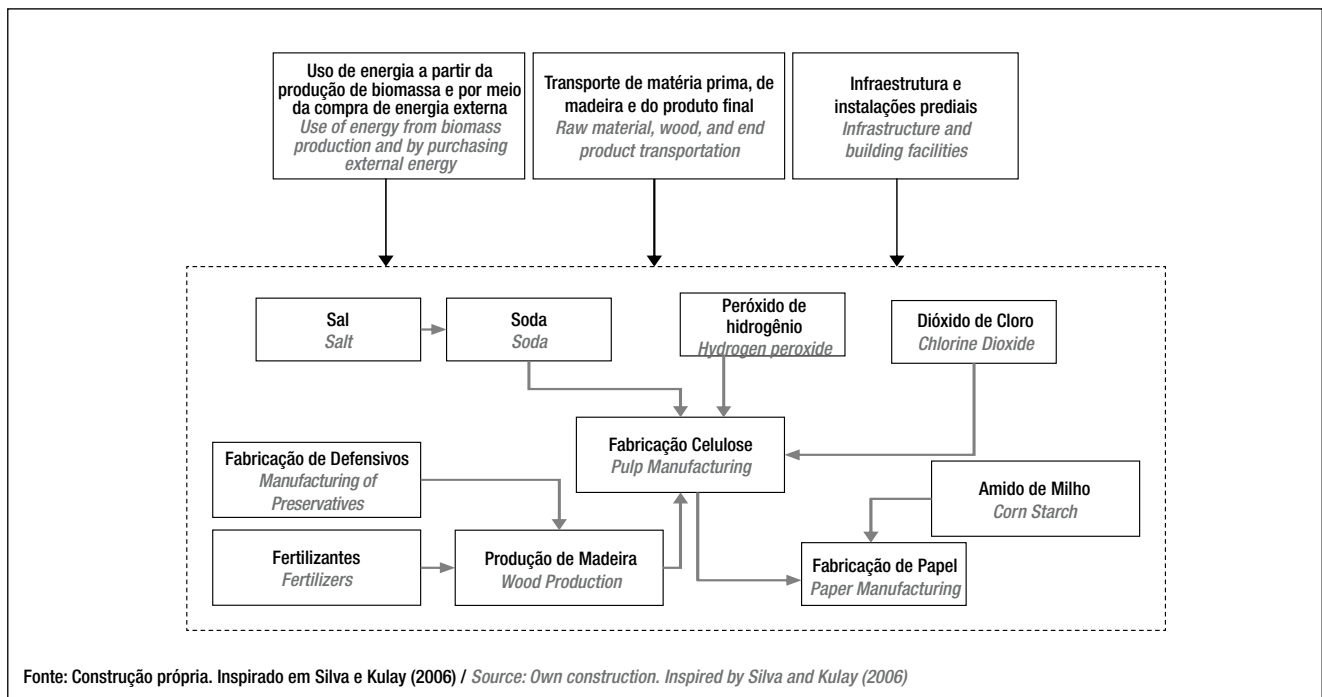 Uso de energia a partir da
produção de biomassa e por meio
da compra de energia externa
Use of energy from biomass
production and by purchasing
external energy
Transporte de matéria prima, de
madeira e do produto final
Raw material, wood, and end
product transportation
Infraestrutura e
instalações prediais
Infrastructure and
building facilities
Sal
Salt
Soda
Soda
Peróxido de
hidrogênio
Hydrogen peroxide
Dióxido de Cloro
Chlorine Dioxide
Fabricação Celulose
Pulp Manufacturing
Fabricação de Defensivos
Manufacturing of
Preservatives
Amido de Milho
Corn Starch
Fertilizantes
Fertilizers
Produção de Madeira
Wood Production
Fabricação de Papel
Paper Manufacturing
Fonte: Construção própria. Inspirado em Silva e Kulay (2006) / Source: Own construction. Inspired by Silva and Kulay (2006)